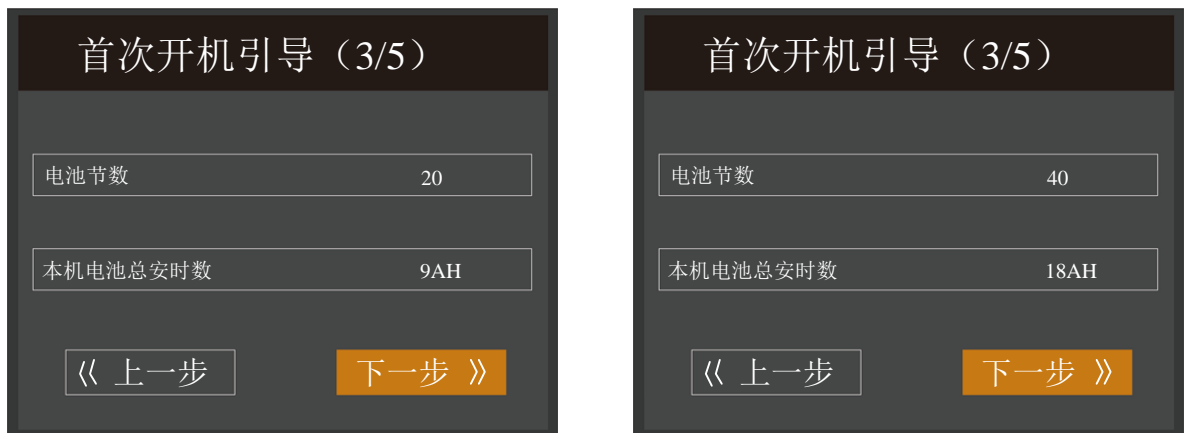 首次开机引导（3/5）
电池节数 20
本机电池总安时数 9AH
《 上一步 下一步 》
首次开机引导（3/5）
电池节数 40
本机电池总安时数 18AH
《 上一步 下一步 》